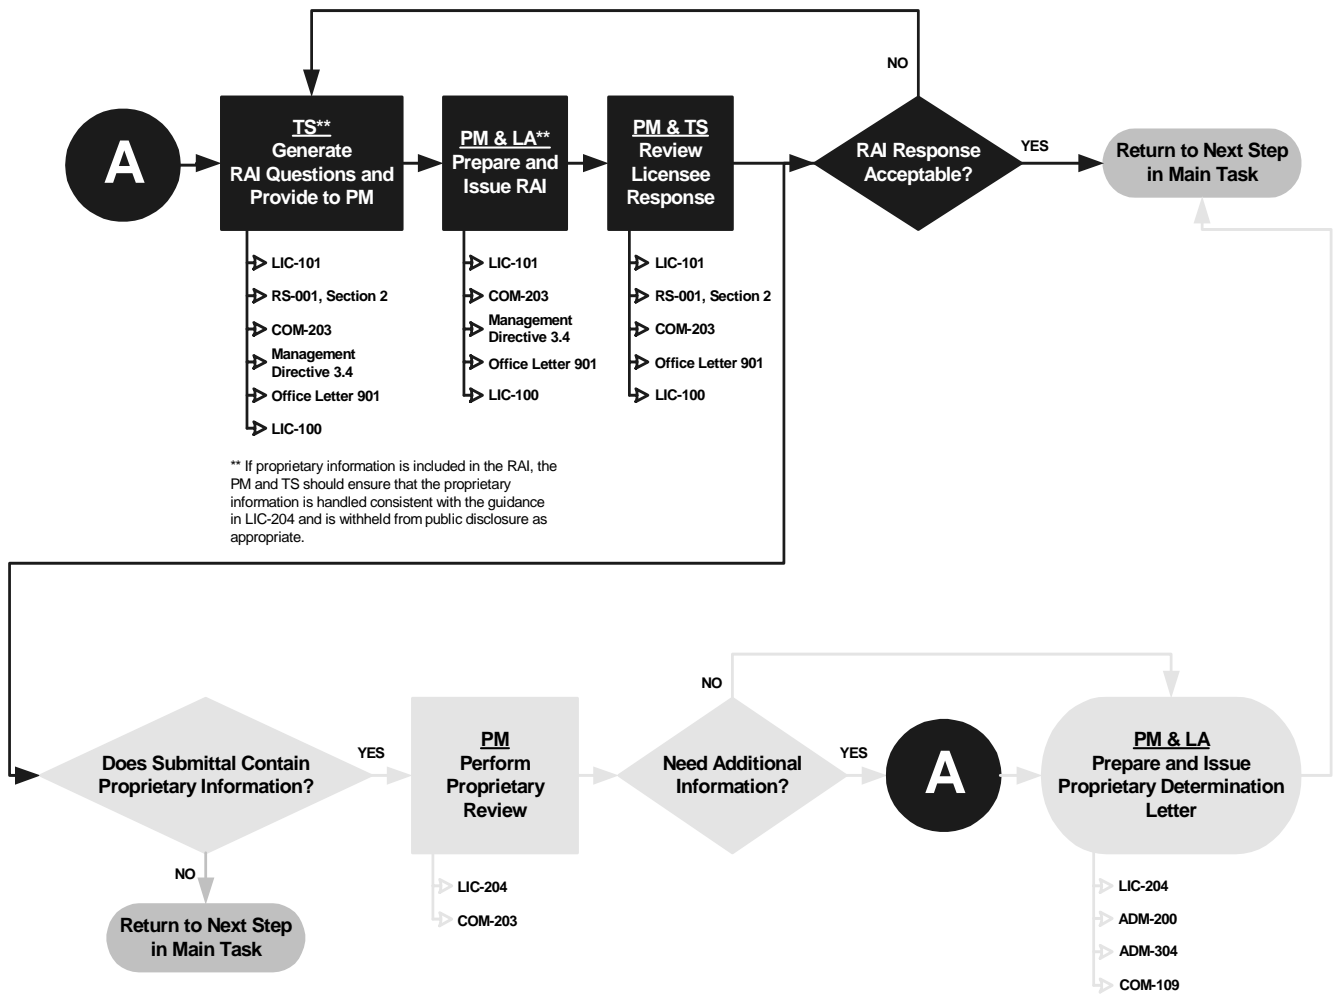 NO
A
TS**
Generate
RAI Questions and
Provide to PM
PM & LA**
Prepare and
Issue RAI
PM & TS
Review
Licensee
Response
RAI Response
Acceptable?
YES
Return to Next Step
in Main Task
LIC-101
RS-001, Section 2
COM-203
Management
Directive 3.4
Office Letter 901
LIC-100
LIC-101
COM-203
Management
Directive 3.4
Office Letter 901
LIC-100
LIC-101
RS-001, Section 2
COM-203
Office Letter 901
LIC-100
** If proprietary information is included in the RAI, the
PM and TS should ensure that the proprietary
information is handled consistent with the guidance
in LIC-204 and is withheld from public disclosure as
appropriate.
Does Submittal Contain
Proprietary Information?
YES
NO
Return to Next Step
in Main Task
PM
Perform
Proprietary
Review
LIC-204
COM-203
NO
Need Additional
Information?
YES
A
PM & LA
Prepare and Issue
Proprietary Determination
Letter
LIC-204
ADM-200
ADM-304
COM-109